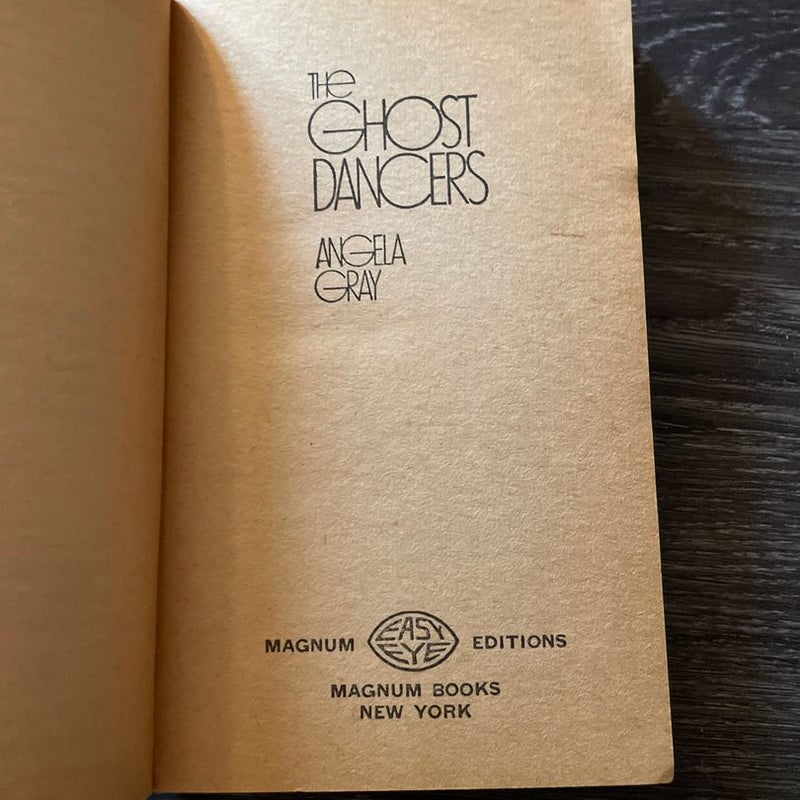 THe
GHOST
DANCERS
ANGELA
GRAY
MAGNUM EASY EYE EDITIONS
MAGNUM BOOKS
NEW YORK